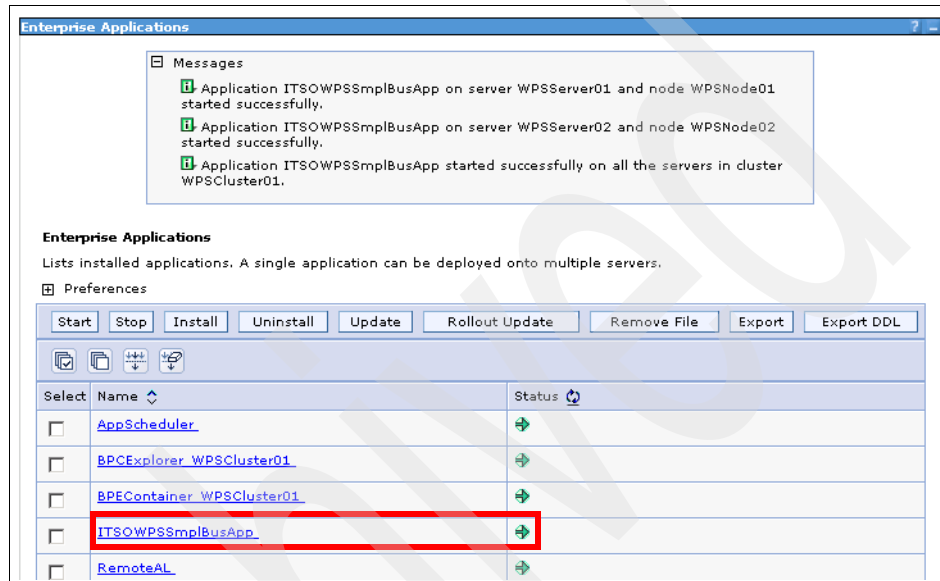 Enterprise Applications ? –
Messages
Application ITSOWPSSmplBusApp on server WPSServer01 and node WPSNode01
started successfully.
Application ITSOWPSSmplBusApp on server WPSServer02 and node WPSNode02
started successfully.
Application ITSOWPSSmplBusApp started successfully on all the servers in cluster
WPSCluster01.
Enterprise Applications
Lists installed applications. A single application can be deployed onto multiple servers.
Preferences
Start Stop Install Uninstall Update Rollout Update Remove File Export Export DDL
Select Name Status
AppScheduler
BPCExplorer_WPSCluster01
BPEContainer_WPSCluster01
ITSOWPSSmplBusApp
RemoteAL